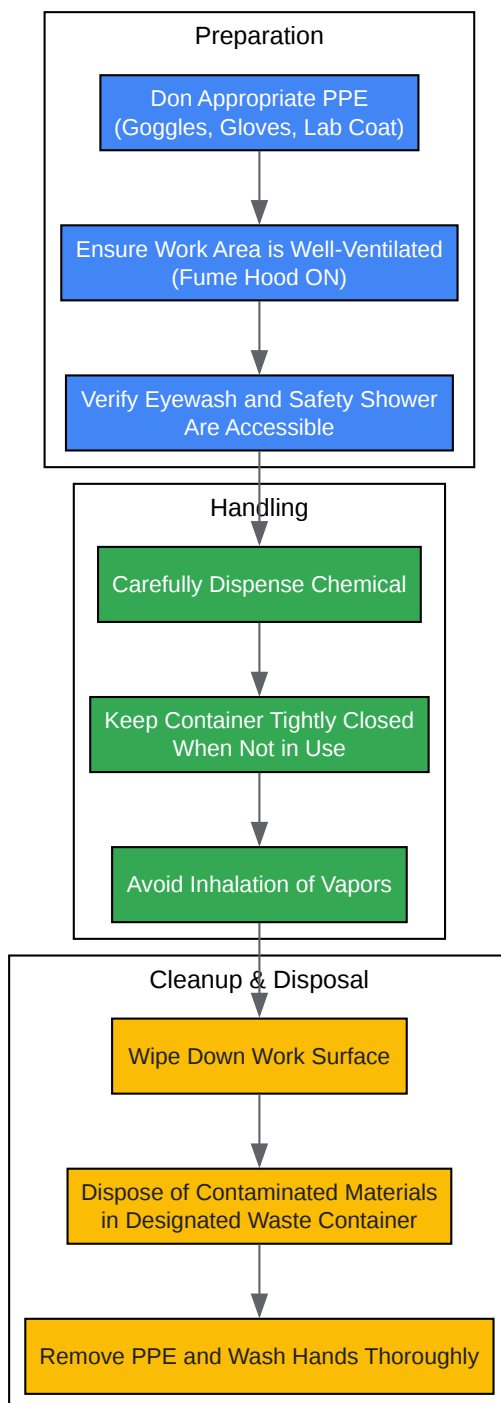 Preparation
Don Appropriate PPE
(Goggles, Gloves, Lab Coat)
Ensure Work Area is Well-Ventilated
(Fume Hood ON)
Verify Eyewash and Safety Shower
Are Accessible
Handling
Carefully Dispense Chemical
Keep Container Tightly Closed
When Not in Use
Avoid Inhalation of Vapors
Cleanup & Disposal
Wipe Down Work Surface
Dispose of Contaminated Materials
in Designated Waste Container
Remove PPE and Wash Hands Thoroughly